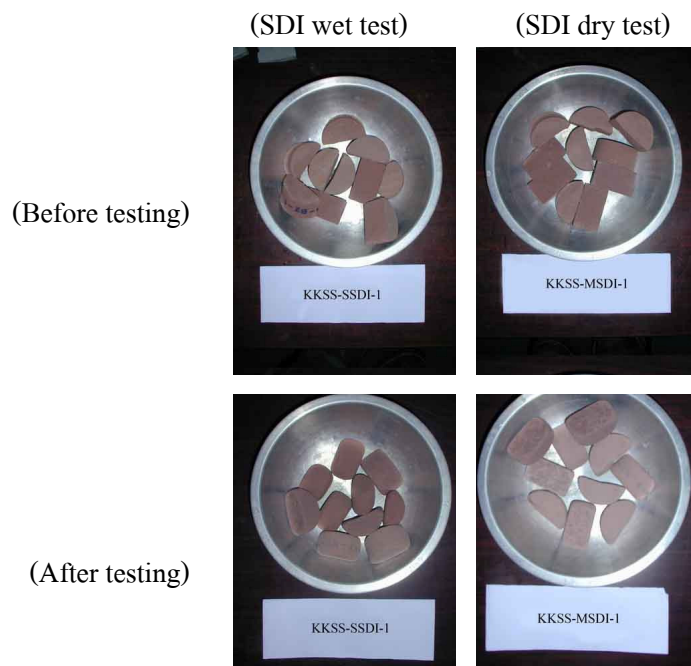 (SDI wet test)
(SDI dry test)
(Before testing)
KKSS-SSDI-1
KKSS-MSDI-1
(After testing)
KKSS-SSDI-1
KKSS-MSDI-1